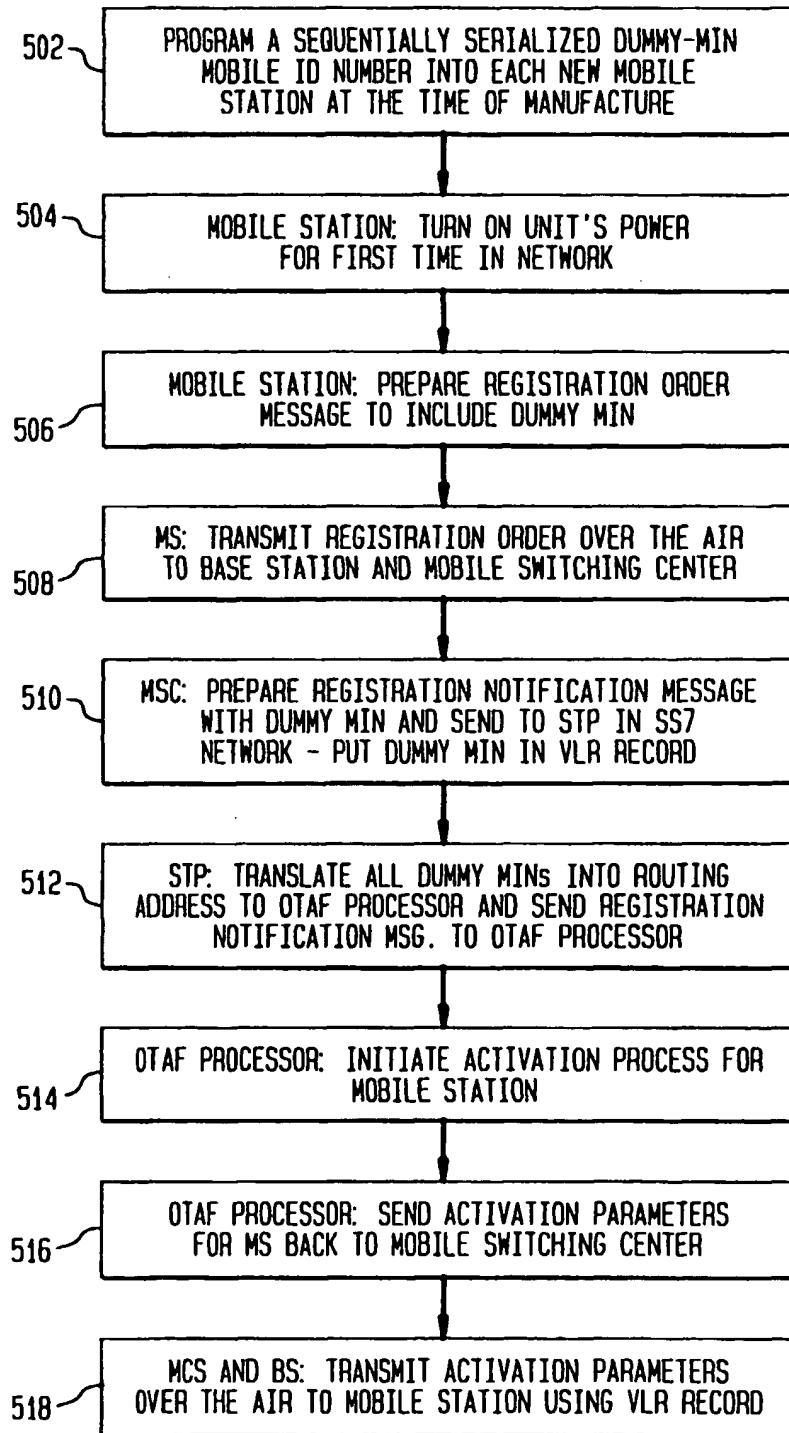 502
PROGRAM A SEQUENTIALLY SERIALIZED DUMMY-MIN
MOBILE ID NUMBER INTO EACH NEW MOBILE
STATION AT THE TIME OF MANUFACTURE
504
MOBILE STATION: TURN ON UNIT'S POWER
FOR FIRST TIME IN NETWORK
506
MOBILE STATION: PREPARE REGISTRATION ORDER
MESSAGE TO INCLUDE DUMMY MIN
508
MS: TRANSMIT REGISTRATION ORDER OVER THE AIR
TO BASE STATION AND MOBILE SWITCHING CENTER
510
MSC: PREPARE REGISTRATION NOTIFICATION MESSAGE
WITH DUMMY MIN AND SEND TO STP IN SS7
NETWORK - PUT DUMMY MIN IN VLR RECORD
512
STP: TRANSLATE ALL DUMMY MINs INTO ROUTING
ADDRESS TO OTAF PROCESSOR AND SEND REGISTRATION
NOTIFICATION MSG. TO OTAF PROCESSOR
514
OTAF PROCESSOR: INITIATE ACTIVATION PROCESS FOR
MOBILE STATION
516
OTAF PROCESSOR: SEND ACTIVATION PARAMETERS
FOR MS BACK TO MOBILE SWITCHING CENTER
518
MCS AND BS: TRANSMIT ACTIVATION PARAMETERS
OVER THE AIR TO MOBILE STATION USING VLR RECORD